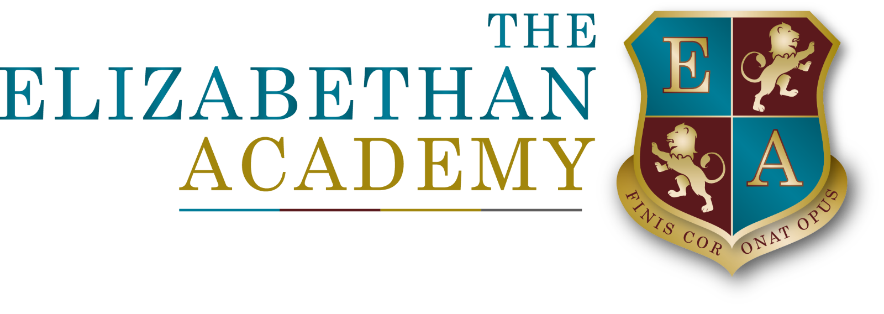 THE
ELIZABETHAN
ACADEMY
E
A
FINIS COR ONAT OPUS